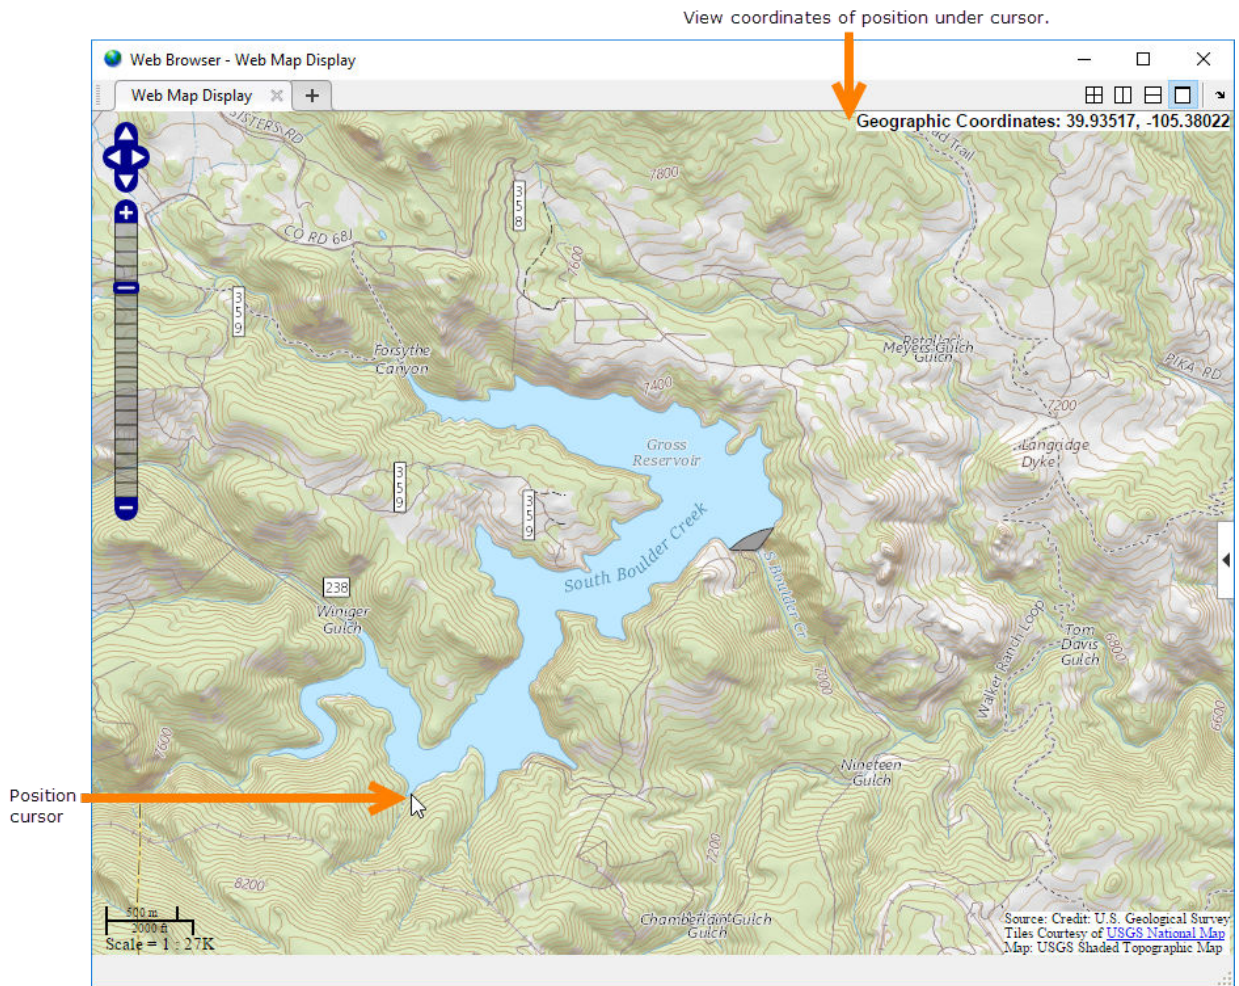 View coordinates of position under cursor.
Web Browser - Web Map Display
Web Map Display
Geographic Coordinates: 39.93517, -105.38022
SISTERS RD
ad Trail
7800
358
CO RD 68J
7600
359
Forsythe
Canyon
Meyers Gulch
Gulch
PIKA RD
7400
7200
Gross
Reservoir
Langridge
Dyke
359
359
South Boulder Creek
S Boulder Cr
238
Winiger
Gulch
Walker Ranch Loop
Tom
Davis
Gulch
6800
7000
6600
7600
Nineteen
Gulch
Position
cursor
7200
8200
Gulch
500 m
2000 ft
Scale = 1 : 27K
Source: Credit: U.S. Geological Survey
Tiles Courtesy of USGS National Map
Map: USGS Shaded Topographic Map